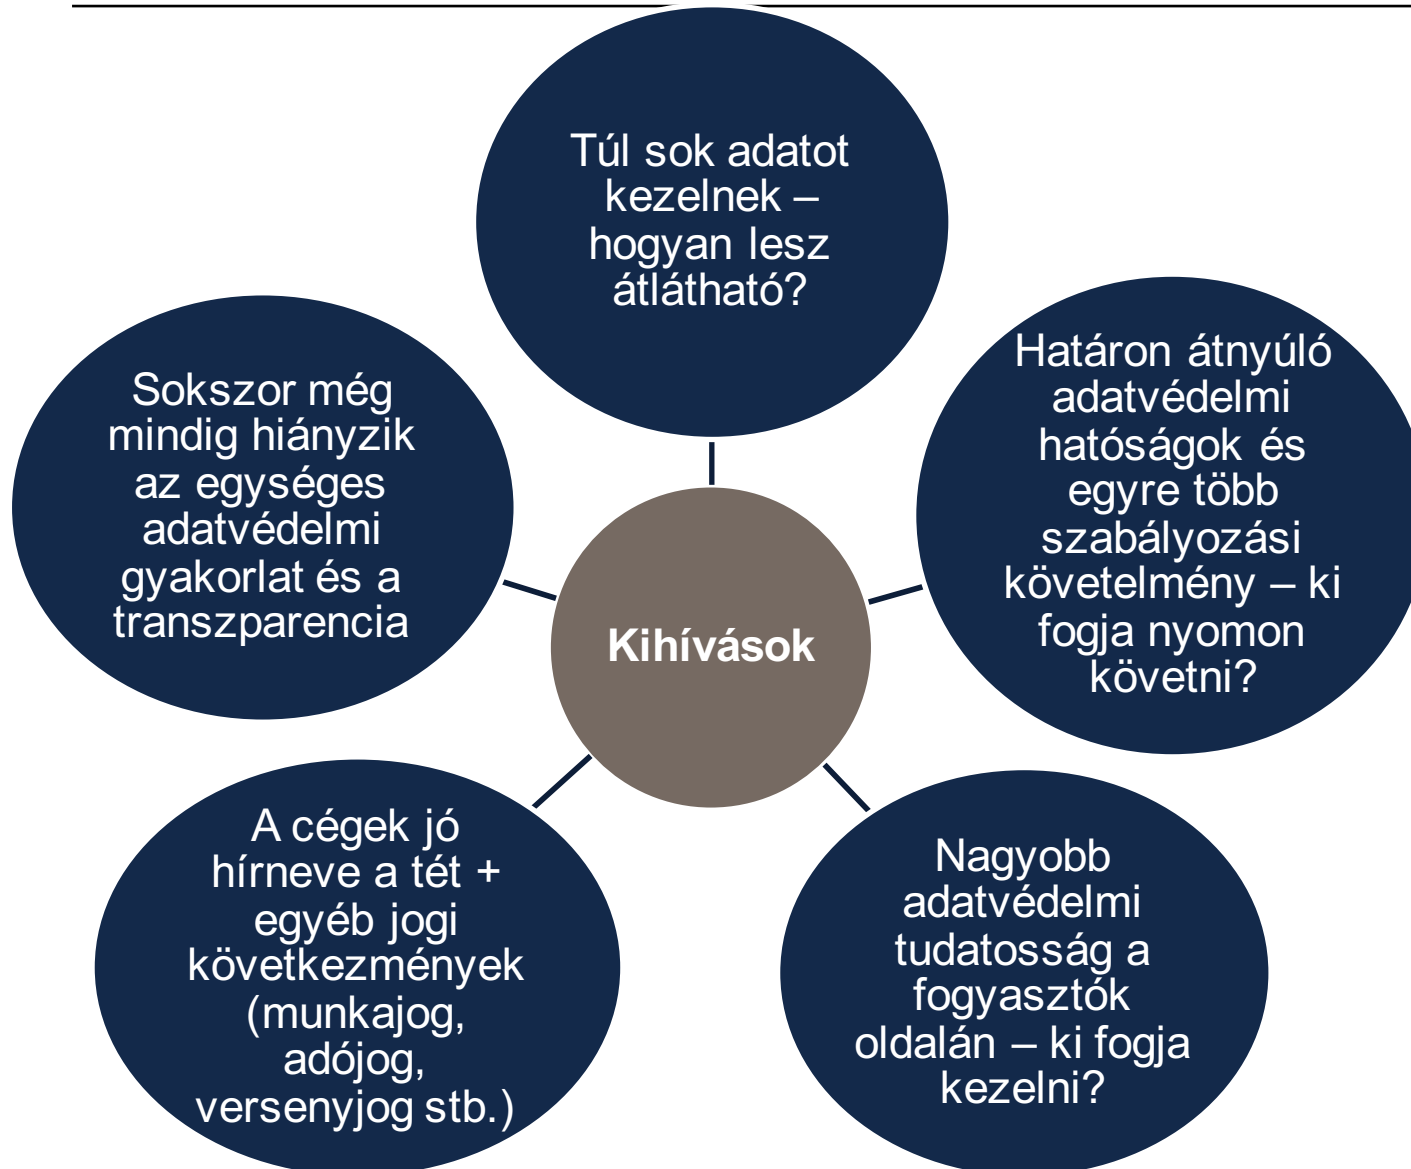 Túl sok adatot
kezelnek –
hogyan lesz
átlátható?
Határon átnyúló
adatvédelmi
hatóságok és
egyre több
szabályozási
követelmény – ki
fogja nyomon
követni?
Nagyobb
adatvédelmi
tudatosság a
fogyasztók
oldalán – ki fogja
kezelni?
A cégek jó
hírneve a tét +
egyéb jogi
következmények
(munkajog,
adójog,
versenyjog stb.)
Sokszor még
mindig hiányzik
az egységes
adatvédelmi
gyakorlat és a
transzparencia
Kihívások